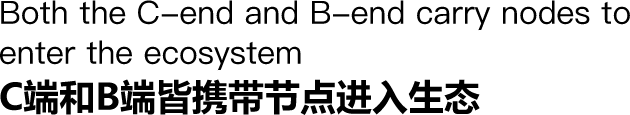 Both the C-end and B-end carry nodes to
enter the ecosystem
C端和B端皆携带节点进入生态